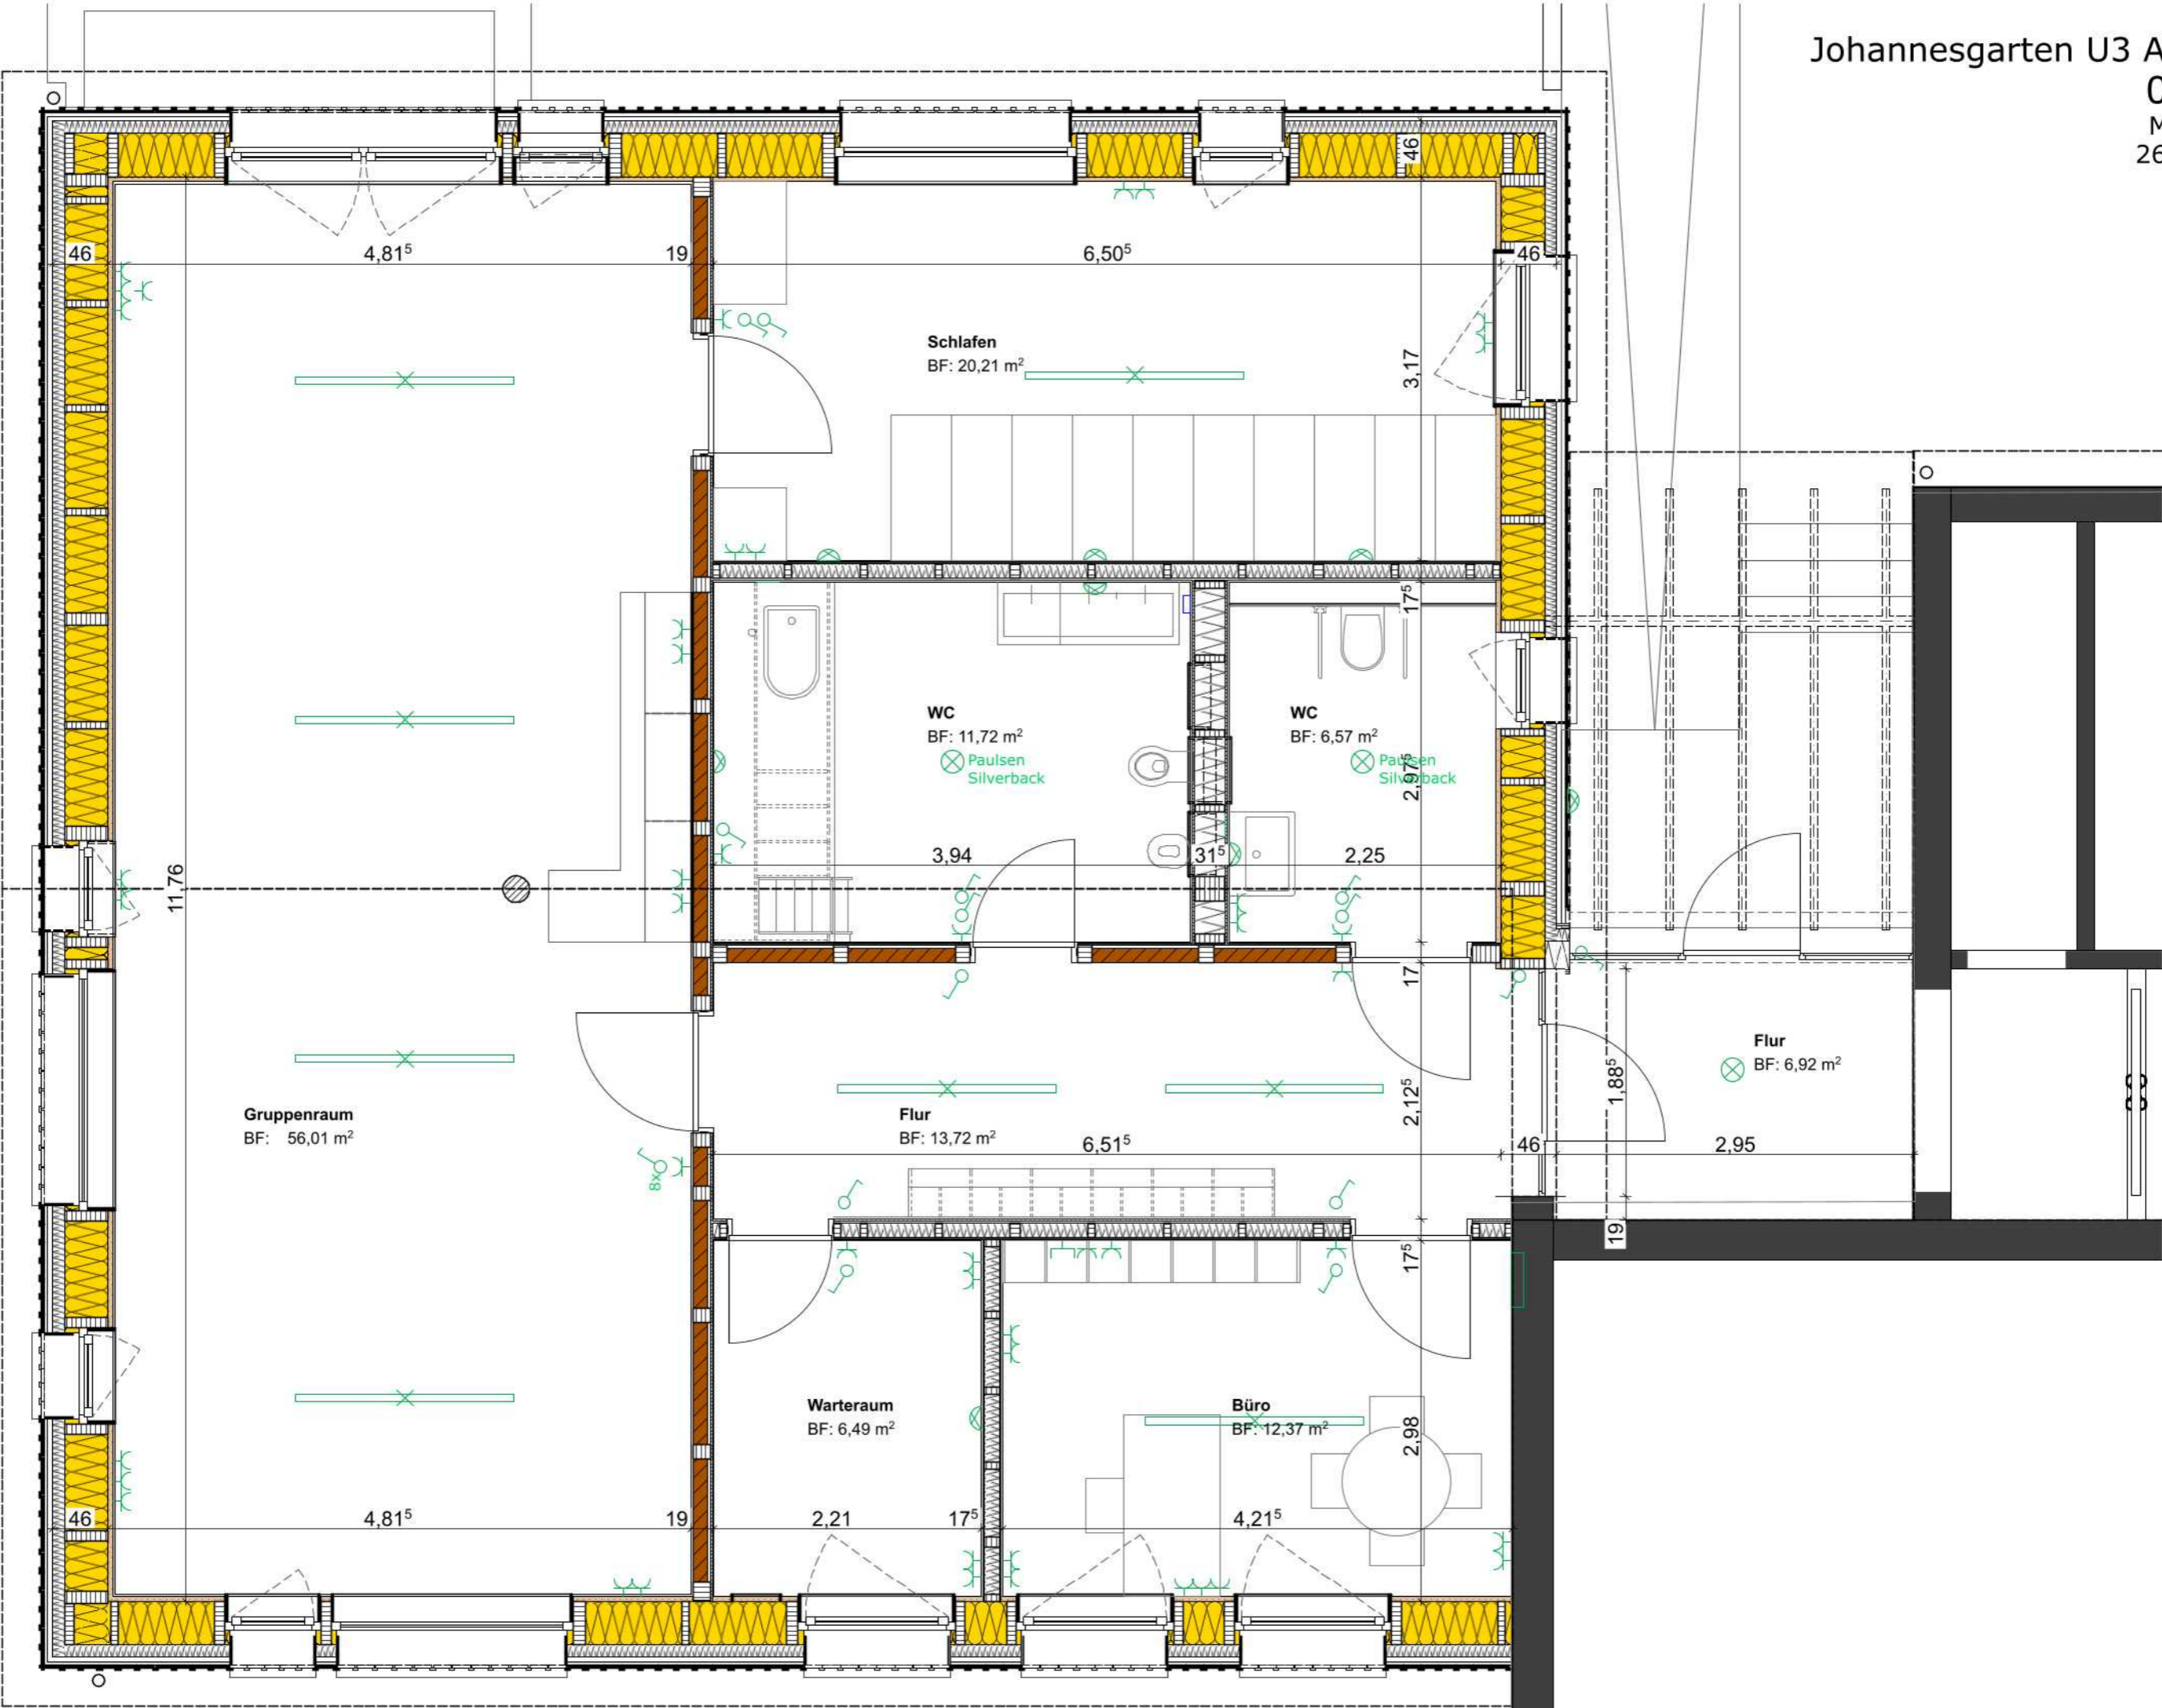 Johannesgarten U3 A
0
M
26
46
46
4,81⁵
19
6,50⁵
46
Schlafen
BF: 20,21 m²
3,17
17⁵
WC
BF: 11,72 m²
Paulsen
Silverback
WC
BF: 6,57 m²
Paulsen
Silverback
2,97⁵
3,94
31⁵
2,25
11,76
17
Flur
BF: 6,92 m²
1,88⁵
2,12⁵
Gruppenraum
BF: 56,01 m²
Flur
BF: 13,72 m²
6,51⁵
46
2,95
8x
19
17⁵
Warteraum
BF: 6,49 m²
Büro
BF: 12,37 m²
2,98
46
4,81⁵
19
2,21
17⁵
4,21⁵